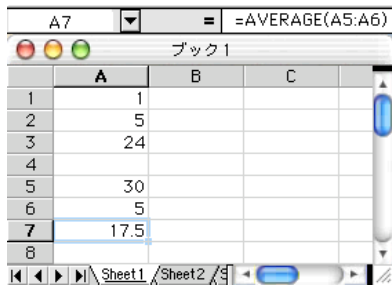 A7 = =AVERAGE(A5:A6)
ブック1
A B C
1 1
2 5
3 24
4
5 30
6 5
7 17.5
8
Sheet1 Sheet2